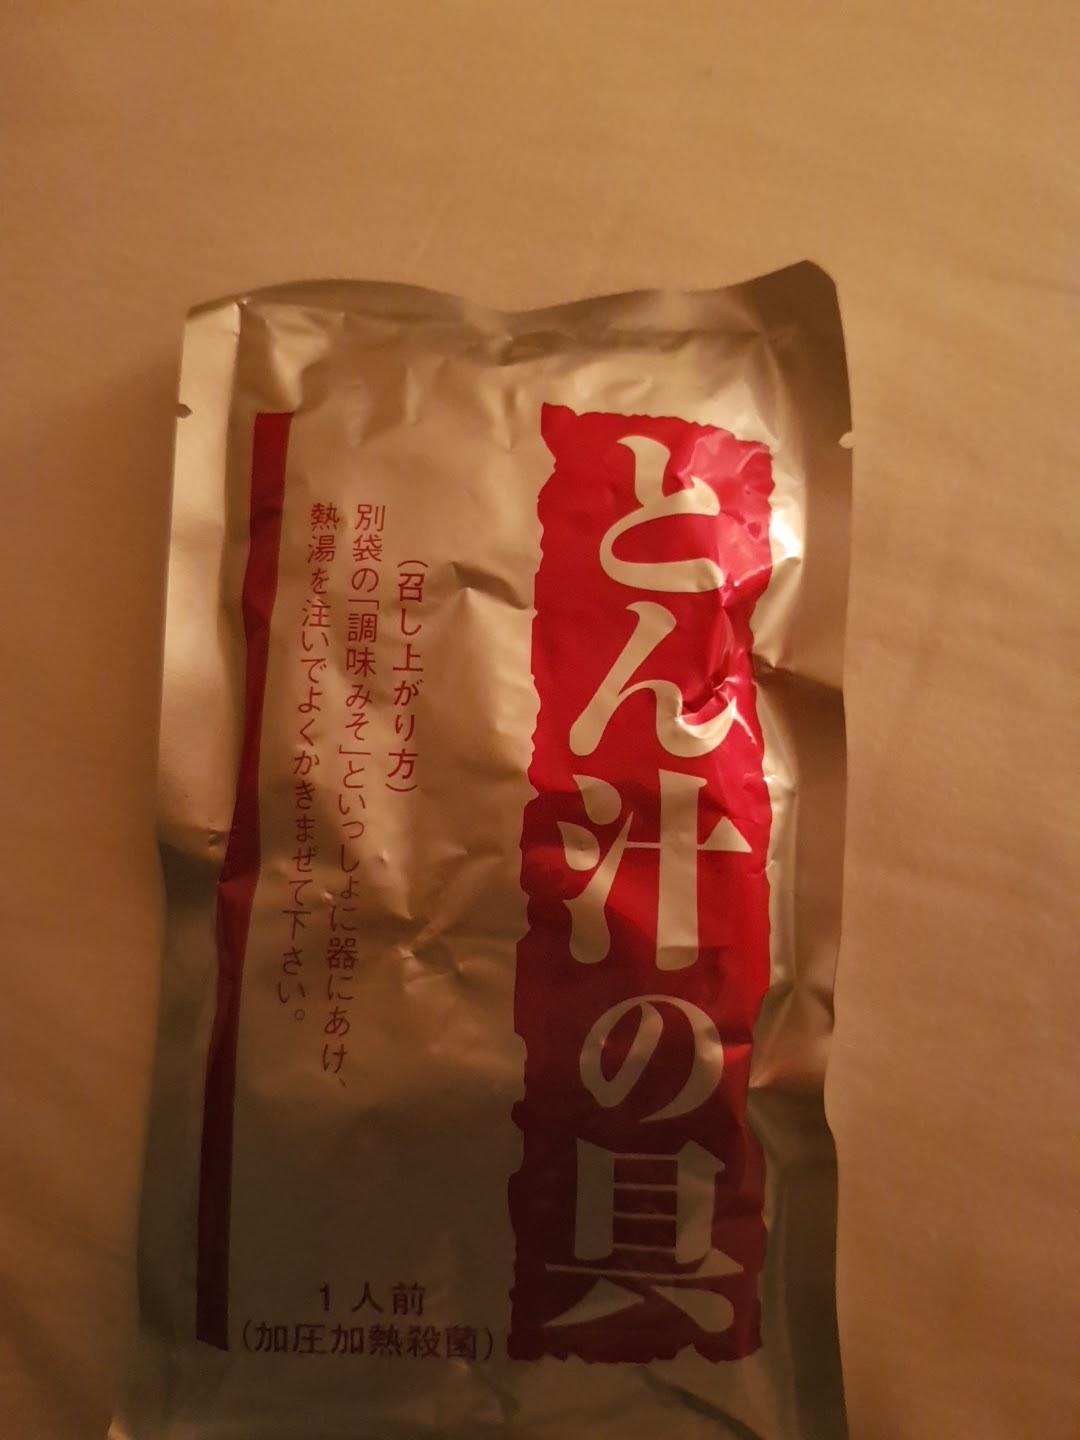 とん汁の具
（召し上がり方）
別袋の「調味みそ」といっしょに器にあけ、
熱湯を注いでよくかきまぜて下さい。
1人前
（加圧加熱殺菌）